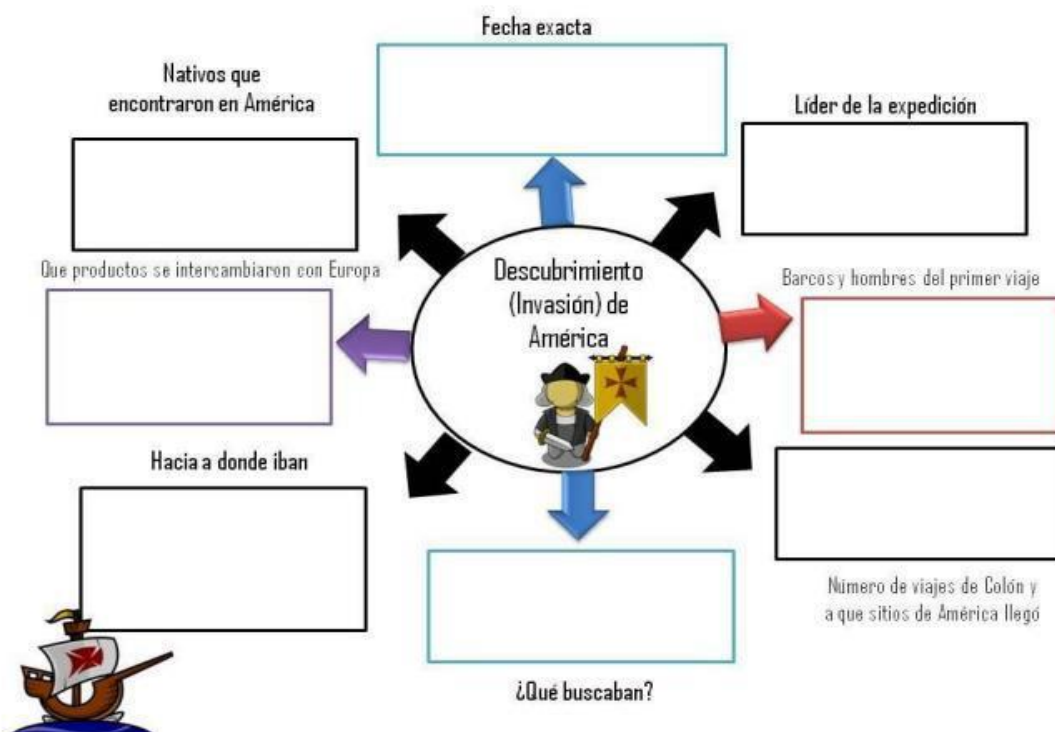 Fecha exacta
Nativos que
encontraron en América
Líder de la expedición
Que productos se intercambiaron con Europa
Descubrimiento
(Invasión) de
América
Barcos y hombres del primer viaje
Hacia a donde iban
Número de viajes de Colón y
a que sitios de América llegó
¿Qué buscaban?